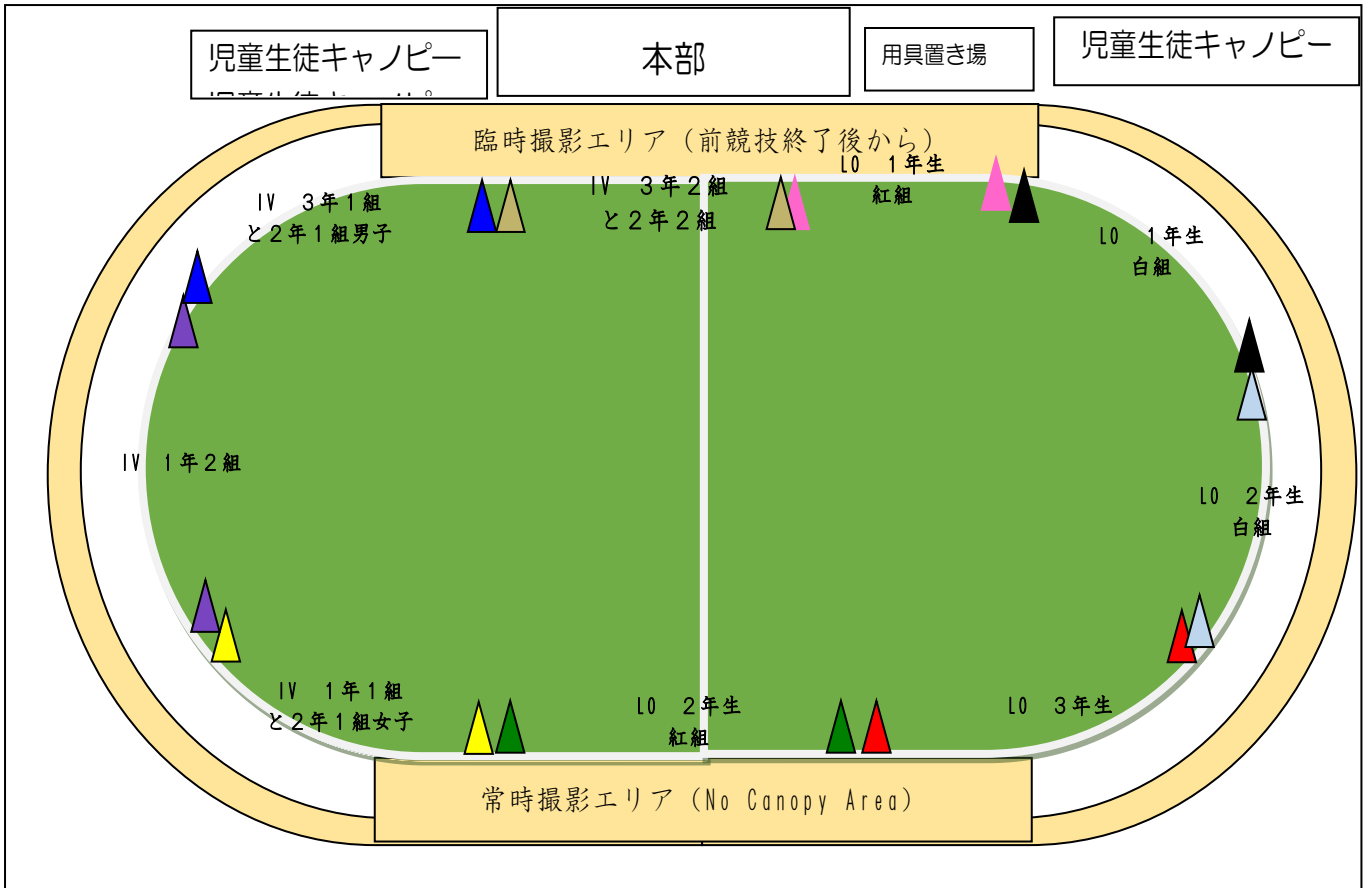 児童生徒キャノピー
本部
用具置き場
児童生徒キャノピー
臨時撮影エリア（前競技終了後から）
IV　３年１組
と２年１組男子
IV　３年２組
と２年２組
LO　１年生
紅組
LO　１年生
白組
IV　１年２組
LO　２年生
白組
IV　１年１組
と２年１組女子
LO　２年生
紅組
LO　３年生
常時撮影エリア（No Canopy Area）